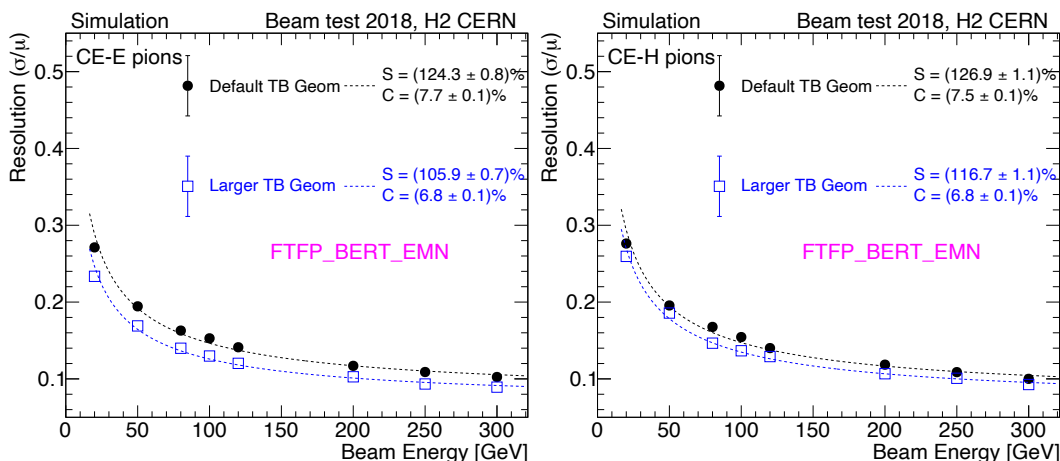 Simulation Beam test 2018, H2 CERN
CE-E pions
Default TB Geom S = (124.3 ± 0.8)%
C = (7.7 ± 0.1)%
Larger TB Geom S = (105.9 ± 0.7)%
C = (6.8 ± 0.1)%
FTFP_BERT_EMN
Resolution (σ/μ)
0.5
0.4
0.3
0.2
0.1
0 50 100 150 200 250 300
Beam Energy [GeV]
Simulation Beam test 2018, H2 CERN
CE-H pions
Default TB Geom S = (126.9 ± 1.1)%
C = (7.5 ± 0.1)%
Larger TB Geom S = (116.7 ± 1.1)%
C = (6.8 ± 0.1)%
FTFP_BERT_EMN
Resolution (σ/μ)
0.5
0.4
0.3
0.2
0.1
0 50 100 150 200 250 300
Beam Energy [GeV]